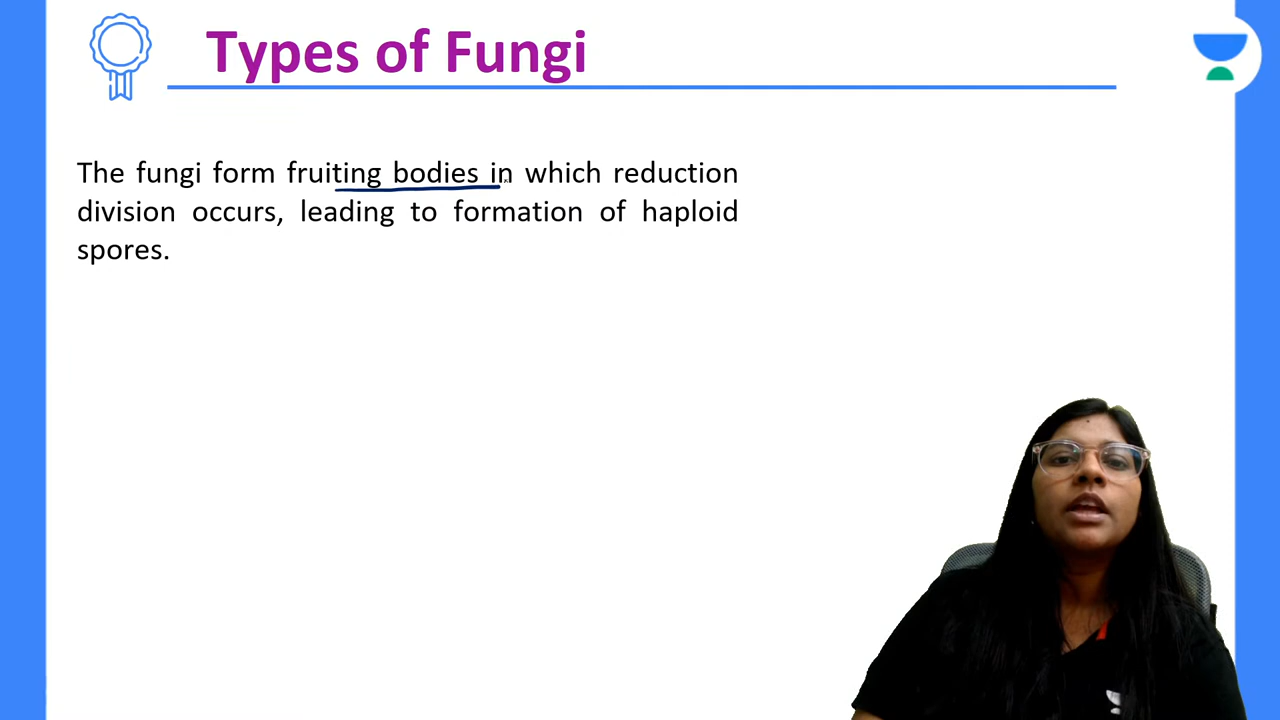 Types of Fungi
The fungi form fruiting bodies in which reduction
division occurs, leading to formation of haploid
spores.